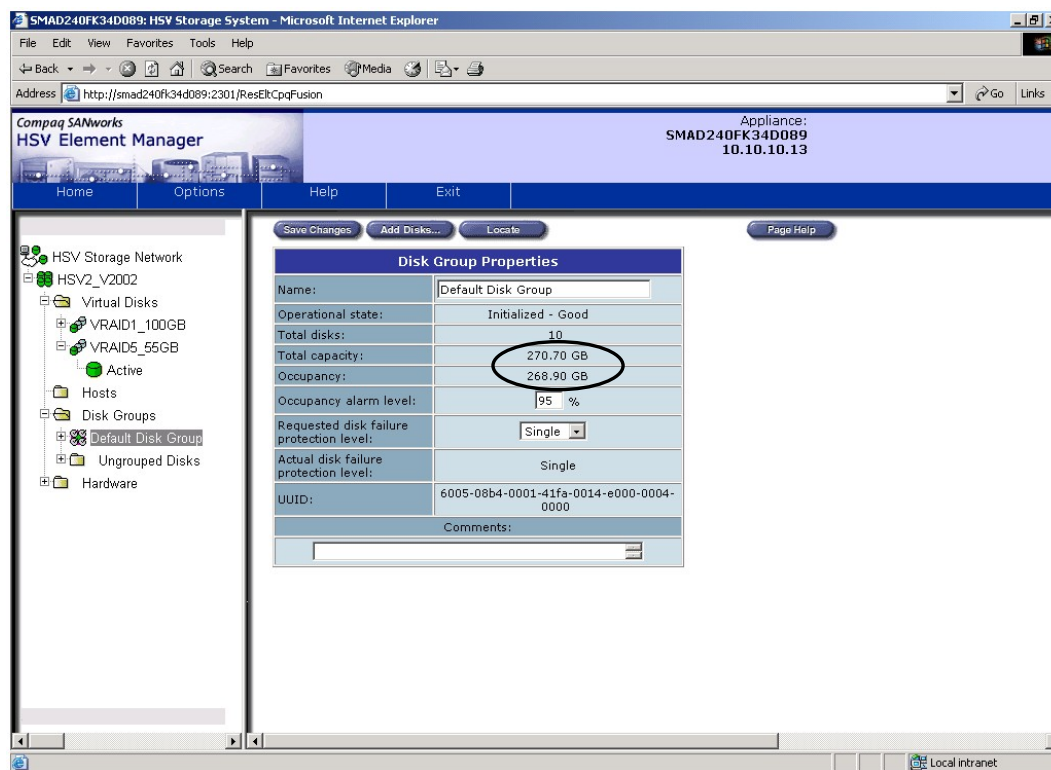 SMAD240FK34D089: HSV Storage System - Microsoft Internet Explorer
File Edit View Favorites Tools Help
Back Search Favorites Media
Address http://smad240fk34d089:2301/ResEltCpqFusion Go Links
Compaq SANworks
HSV Element Manager
Appliance:
SMAD240FK34D089
10.10.10.13
Home Options Help Exit
HSV Storage Network
HSV2_V2002
Virtual Disks
VRAID1_100GB
VRAID5_55GB
Active
Hosts
Disk Groups
Default Disk Group
Ungrouped Disks
Hardware
Save Changes Add Disks... Locate Page Help
Disk Group Properties
Name: Default Disk Group
Operational state: Initialized - Good
Total disks: 10
Total capacity: 270.70 GB
Occupancy: 268.90 GB
Occupancy alarm level: 95 %
Requested disk failure
protection level: Single
Actual disk failure
protection level: Single
UUID: 6005-08b4-0001-41fa-0014-e000-0004-
0000
Comments:
Local intranet